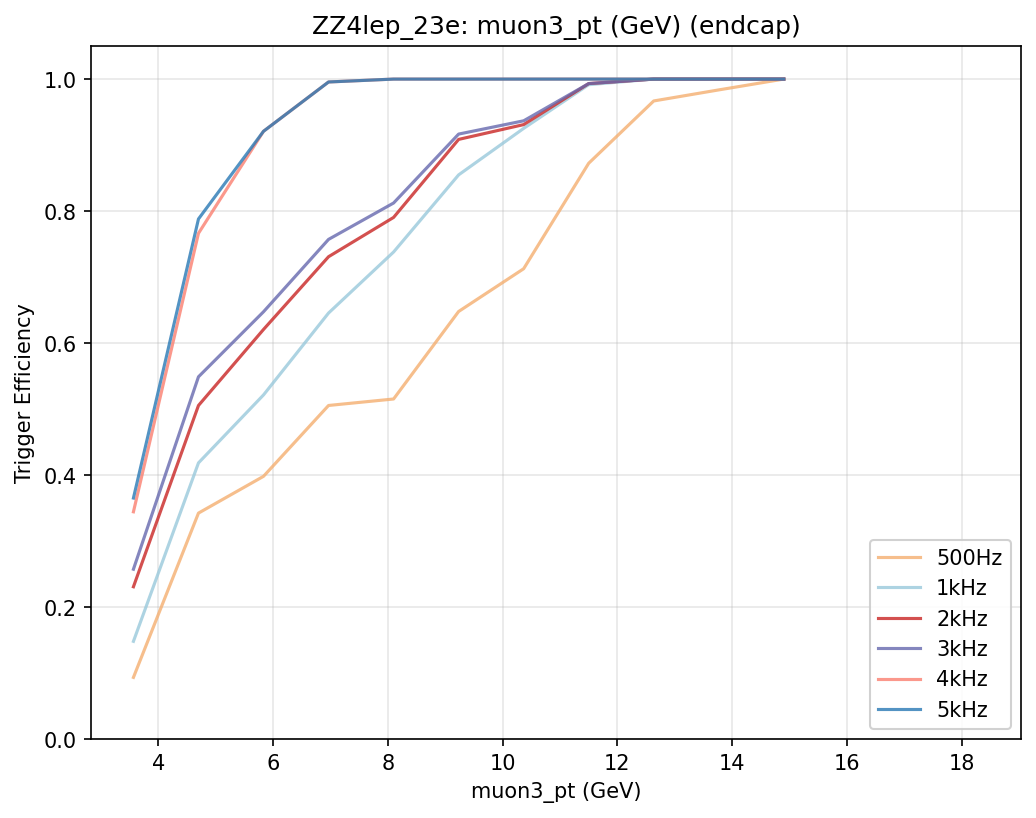 ZZ4lep_23e: muon3_pt (GeV) (endcap)
Trigger Efficiency
1.0
0.8
0.6
0.4
0.2
0.0
4 6 8 10 12 14 16 18
muon3_pt (GeV)
500Hz
1kHz
2kHz
3kHz
4kHz
5kHz